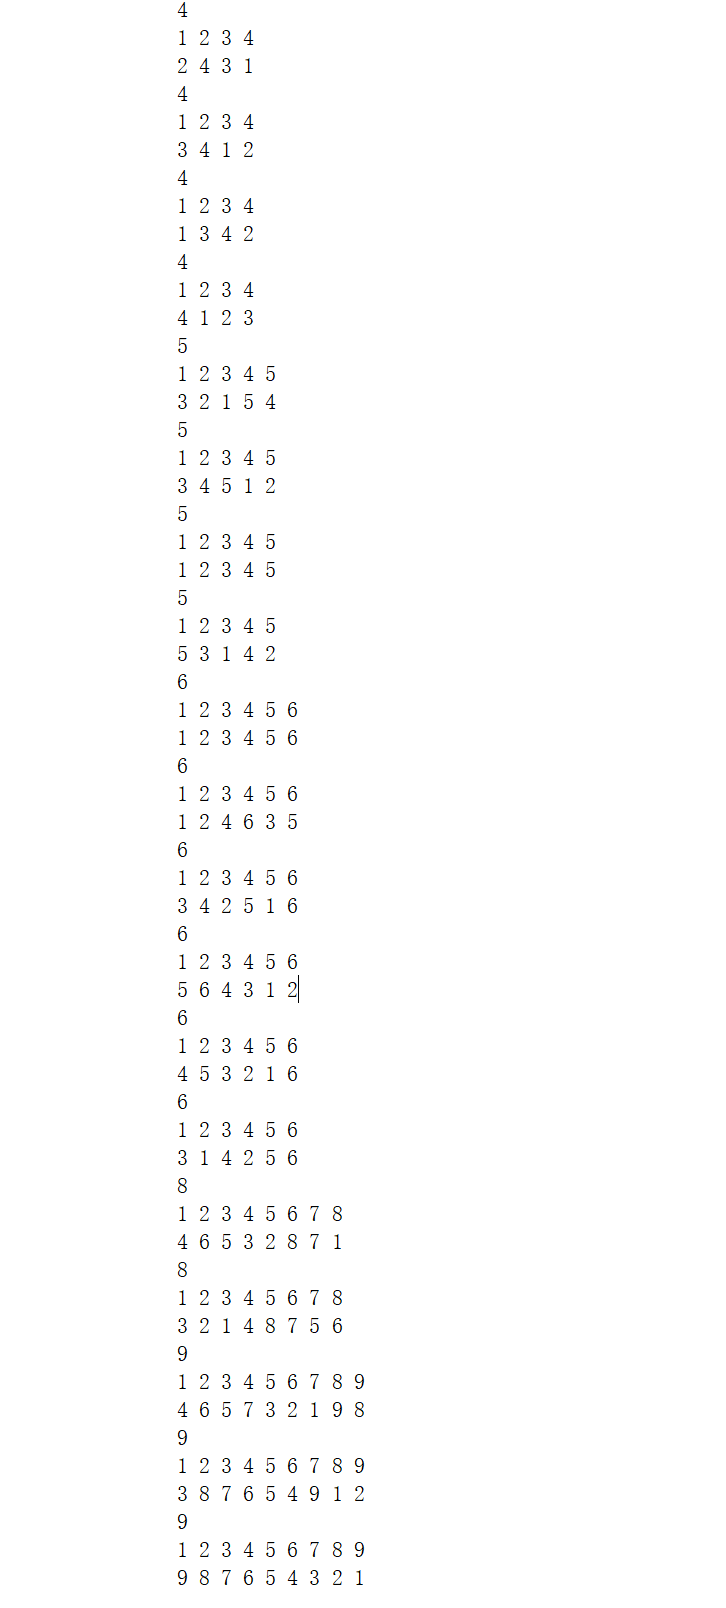 4
1 2 3 4
2 4 3 1
4
1 2 3 4
3 4 1 2
4
1 2 3 4
1 3 4 2
4
1 2 3 4
4 1 2 3
5
1 2 3 4 5
3 2 1 5 4
5
1 2 3 4 5
3 4 5 1 2
5
1 2 3 4 5
1 2 3 4 5
5
1 2 3 4 5
5 3 1 4 2
6
1 2 3 4 5 6
1 2 3 4 5 6
6
1 2 3 4 5 6
1 2 4 6 3 5
6
1 2 3 4 5 6
3 4 2 5 1 6
6
1 2 3 4 5 6
5 6 4 3 1 2
6
1 2 3 4 5 6
4 5 3 2 1 6
6
1 2 3 4 5 6
3 1 4 2 5 6
8
1 2 3 4 5 6 7 8
4 6 5 3 2 8 7 1
8
1 2 3 4 5 6 7 8
3 2 1 4 8 7 5 6
9
1 2 3 4 5 6 7 8 9
4 6 5 7 3 2 1 9 8
9
1 2 3 4 5 6 7 8 9
3 8 7 6 5 4 9 1 2
9
1 2 3 4 5 6 7 8 9
9 8 7 6 5 4 3 2 1